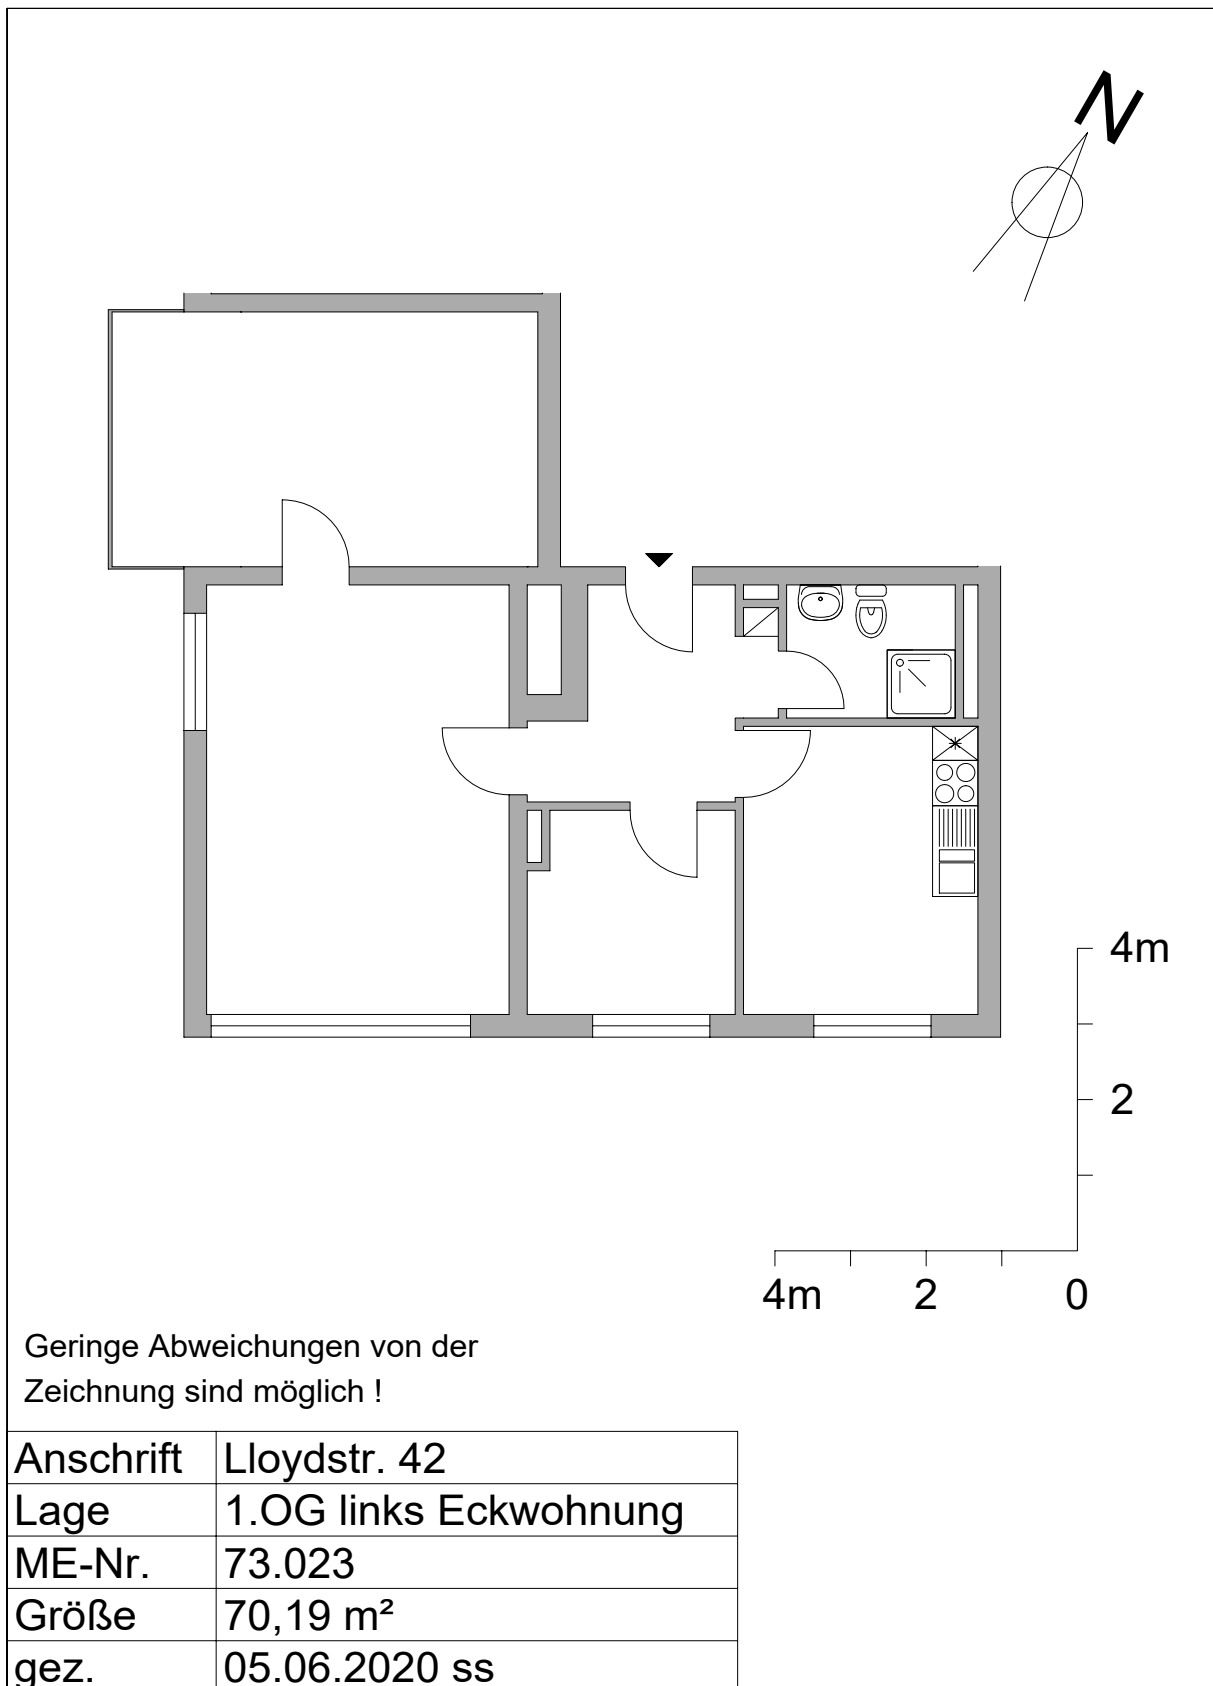 N
4m
2
4m 2 0
Geringe Abweichungen von der
Zeichnung sind möglich !
Anschrift Lloydstr. 42
Lage 1.OG links Eckwohnung
ME-Nr. 73.023
Größe 70,19 m²
gez. 05.06.2020 ss